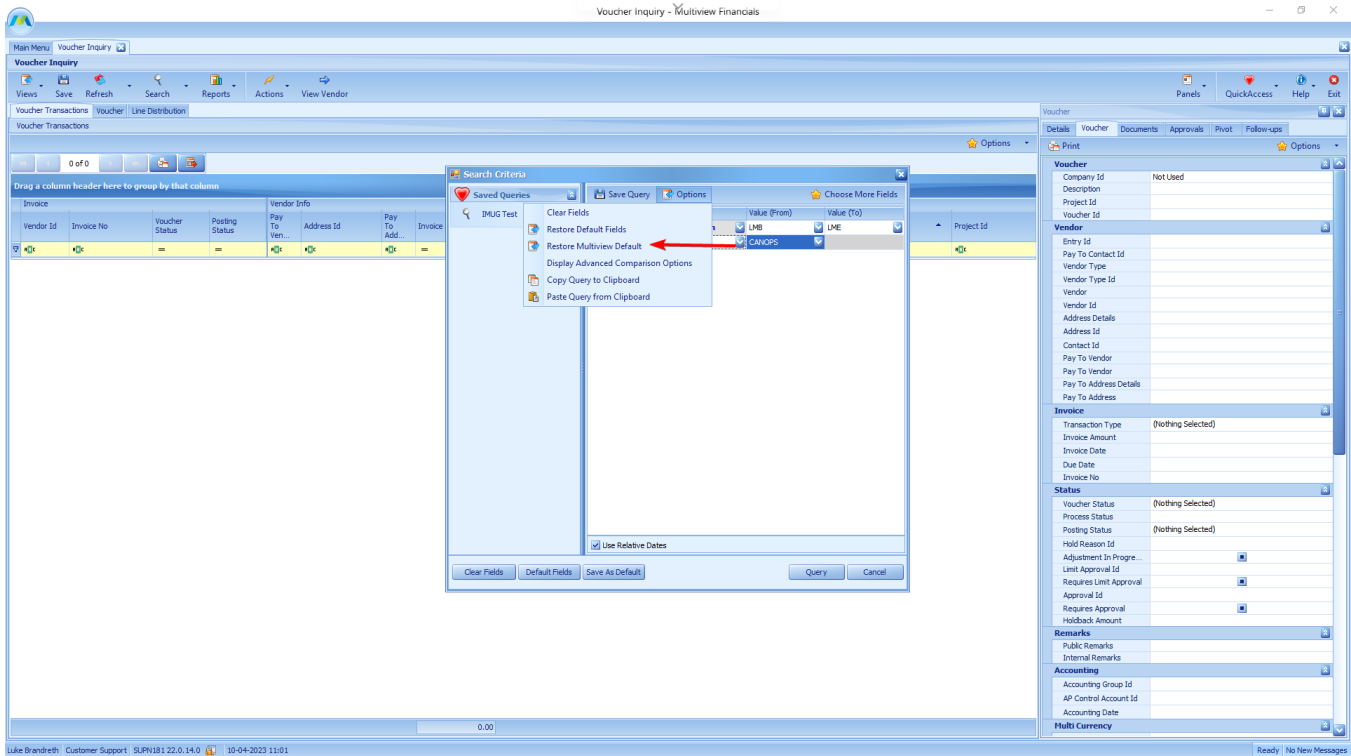 Voucher Inquiry - Multiview Financials
Main Menu Voucher Inquiry
Voucher Inquiry
Views Save Refresh Search Reports Actions View Vendor Panels QuickAccess Help Exit
Voucher Transactions Voucher Line Distribution
Voucher Transactions
Options
0 of 0
Drag a column header here to group by that column
Invoice Vendor Info
Vendor Id Invoice No Voucher Status Posting Status Pay To Ven... Address Id Pay To Add... Invoice Project Id
Search Criteria
Saved Queries Save Query Options Choose More Fields
IMUG Test
Clear Fields
Restore Default Fields
Restore Multiview Default
Display Advanced Comparison Options
Copy Query to Clipboard
Paste Query from Clipboard
Value (From) Value (To)
LMB LME
CANOPS
Use Relative Dates
Clear Fields Default Fields Save As Default Query Cancel
0.00
Voucher
Details Voucher Documents Approvals Pivot Follow-ups
Print Options
Voucher
Company Id Not Used
Description
Project Id
Voucher Id
Vendor
Entry Id
Pay To Contact Id
Vendor Type
Vendor Type Id
Vendor
Vendor Id
Address Details
Address Id
Contact Id
Pay To Vendor
Pay To Vendor
Pay To Address Details
Pay To Address
Invoice
Transaction Type (Nothing Selected)
Invoice Amount
Invoice Date
Due Date
Invoice No
Status
Voucher Status (Nothing Selected)
Process Status
Posting Status (Nothing Selected)
Hold Reason Id
Adjustment In Progre...
Limit Approval Id
Requires Limit Approval
Approval Id
Requires Approval
Holdback Amount
Remarks
Public Remarks
Internal Remarks
Accounting
Accounting Group Id
AP Control Account Id
Accounting Date
Multi Currency
Luke Brandreth Customer Support SUPN181 22.0.14.0 10-04-2023 11:01 Ready No New Messages